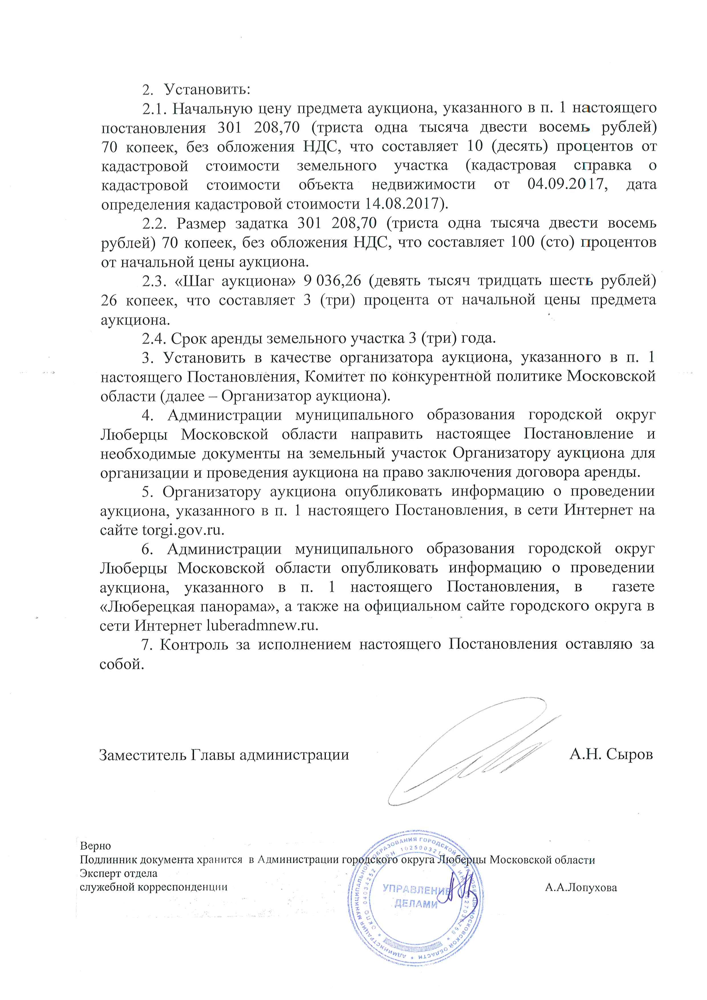 2. Установить:
2.1. Начальную цену предмета аукциона, указанного в п. 1 настоящего
постановления 301 208,70 (триста одна тысяча двести восемь рублей)
70 копеек, без обложения НДС, что составляет 10 (десять) процентов от
кадастровой стоимости земельного участка (кадастровая справка о
кадастровой стоимости объекта недвижимости от 04.09.2017, дата
определения кадастровой стоимости 14.08.2017).
2.2. Размер задатка 301 208,70 (триста одна тысяча двести восемь
рублей) 70 копеек, без обложения НДС, что составляет 100 (сто) процентов
от начальной цены аукциона.
2.3. «Шаг аукциона» 9 036,26 (девять тысяч тридцать шесть рублей)
26 копеек, что составляет 3 (три) процента от начальной цены предмета
аукциона.
2.4. Срок аренды земельного участка 3 (три) года.
3. Установить в качестве организатора аукциона, указанного в п. 1
настоящего Постановления, Комитет по конкурентной политике Московской
области (далее – Организатор аукциона).
4. Администрации муниципального образования городской округ
Люберцы Московской области направить настоящее Постановление и
необходимые документы на земельный участок Организатору аукциона для
организации и проведения аукциона на право заключения договора аренды.
5. Организатору аукциона опубликовать информацию о проведении
аукциона, указанного в п. 1 настоящего Постановления, в сети Интернет на
сайте torgi.gov.ru.
6. Администрации муниципального образования городской округ
Люберцы Московской области опубликовать информацию о проведении
аукциона, указанного в п. 1 настоящего Постановления, в газете
«Люберецкая панорама», а также на официальном сайте городского округа в
сети Интернет luberadmnew.ru.
7. Контроль за исполнением настоящего Постановления оставляю за
собой.
Заместитель Главы администрации А.Н. Сыров
Верно
Подлинник документа хранится в Администрации городского округа Люберцы Московской области
Эксперт отдела
служебной корреспонденции А.А.Лопухова
АДМИНИСТРАЦИЯ МУНИЦИПАЛЬНОГО ОБРАЗОВАНИЯ ГОРОДСКОЙ ОКРУГ ЛЮБЕРЦЫ МОСКОВСКОЙ ОБЛАСТИ
ОКПО 04034252 ОГРН
УПРАВЛЕНИЕ
ДЕЛАМИ